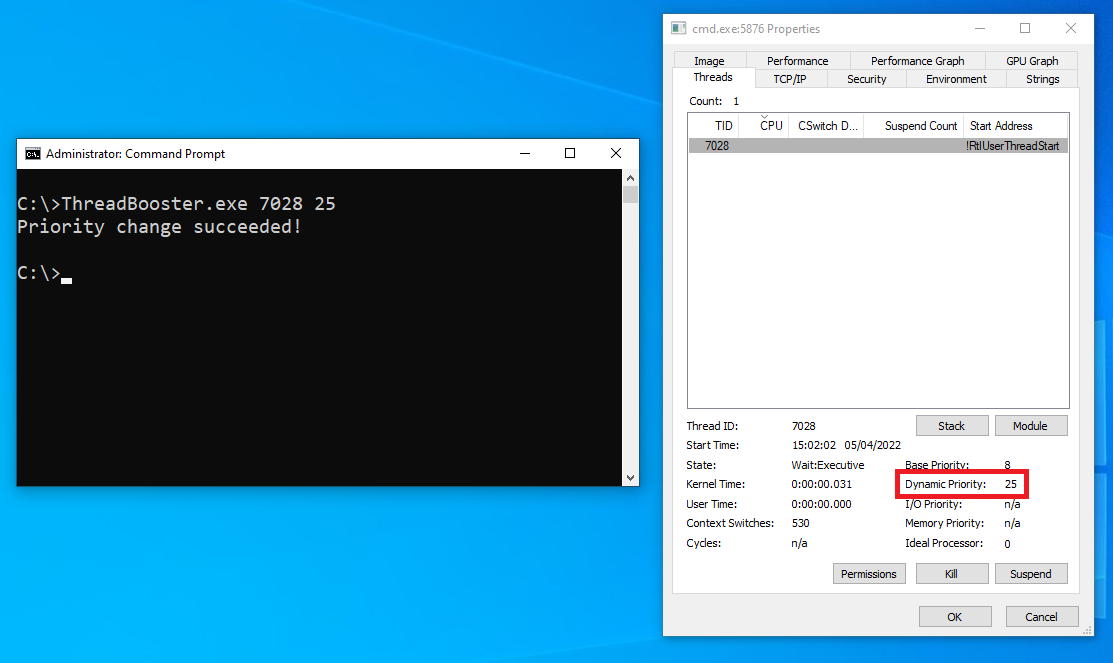 Administrator: Command Prompt
C:\>ThreadBooster.exe 7028 25
Priority change succeeded!
C:\>
cmd.exe:5876 Properties
Image Performance Performance Graph GPU Graph
Threads TCP/IP Security Environment Strings
Count: 1
TID CPU CSwitch D... Suspend Count Start Address
7028 !RtlUserThreadStart
Thread ID: 7028 Stack Module
Start Time: 15:02:02 05/04/2022
State: Wait:Executive Base Priority: 8
Kernel Time: 0:00:00.031 Dynamic Priority: 25
User Time: 0:00:00.000 I/O Priority: n/a
Context Switches: 530 Memory Priority: n/a
Cycles: n/a Ideal Processor: 0
Permissions Kill Suspend
OK Cancel